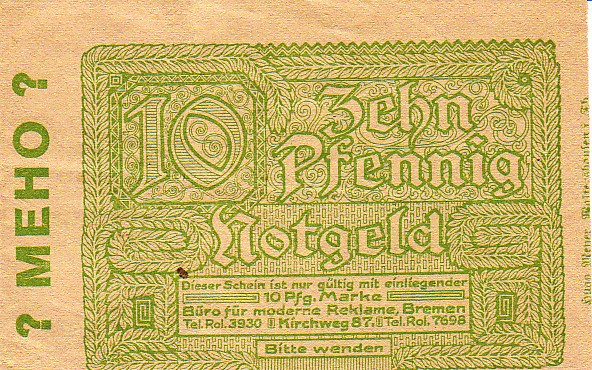 ? MEHO ?
10
Zehn
Pfennig
Notgeld
Dieser Schein ist nur gültig mit einliegender
10 Pfg. Marke
Büro für moderne Reklame, Bremen
Tel. Rol. 3930 Kirchweg 87. Tel. Rol. 7698
Bitte wenden